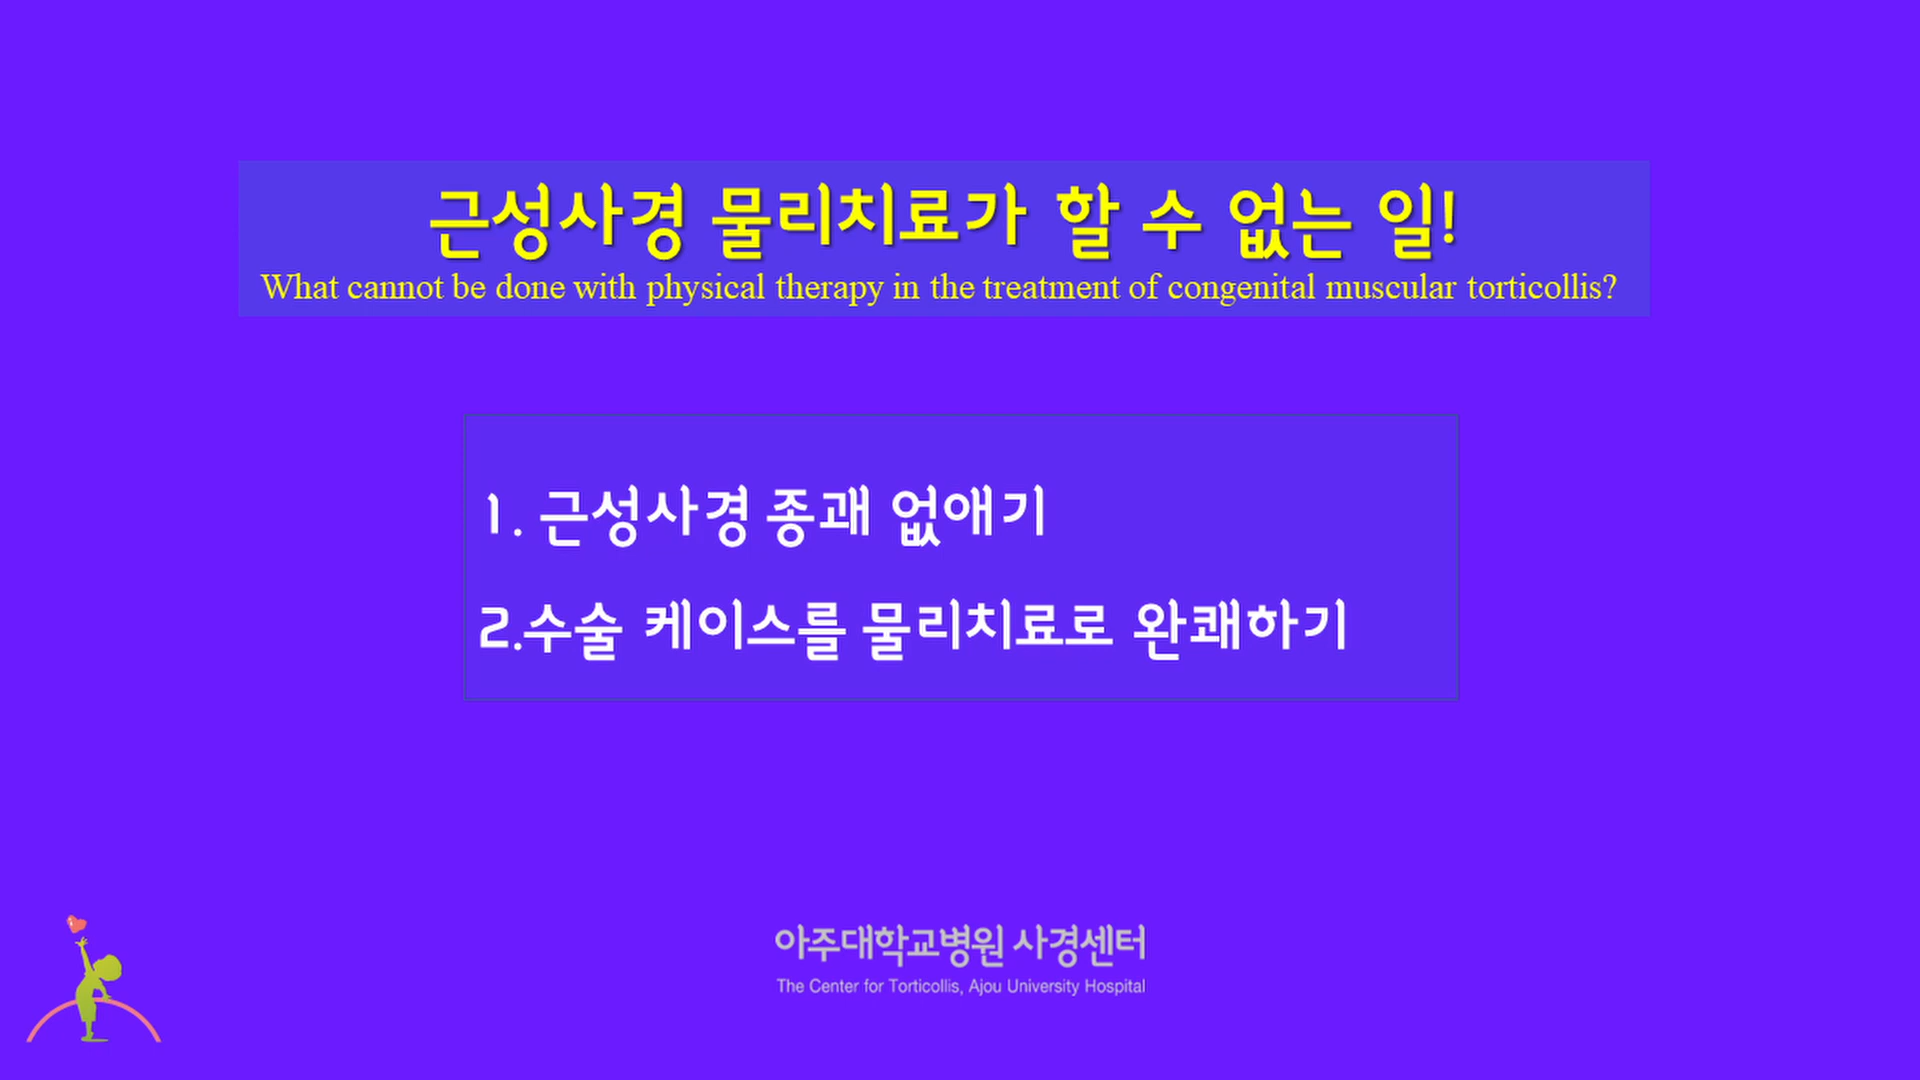 근성사경 물리치료가 할 수 없는 일!
What cannot be done with physical therapy in the treatment of congenital muscular torticollis?
1. 근성사경 종괘 없애기
2.수술 케이스를 물리치료로 완쾌하기
아주대학교병원 사경센터
The Center for Torticollis, Ajou University Hospital